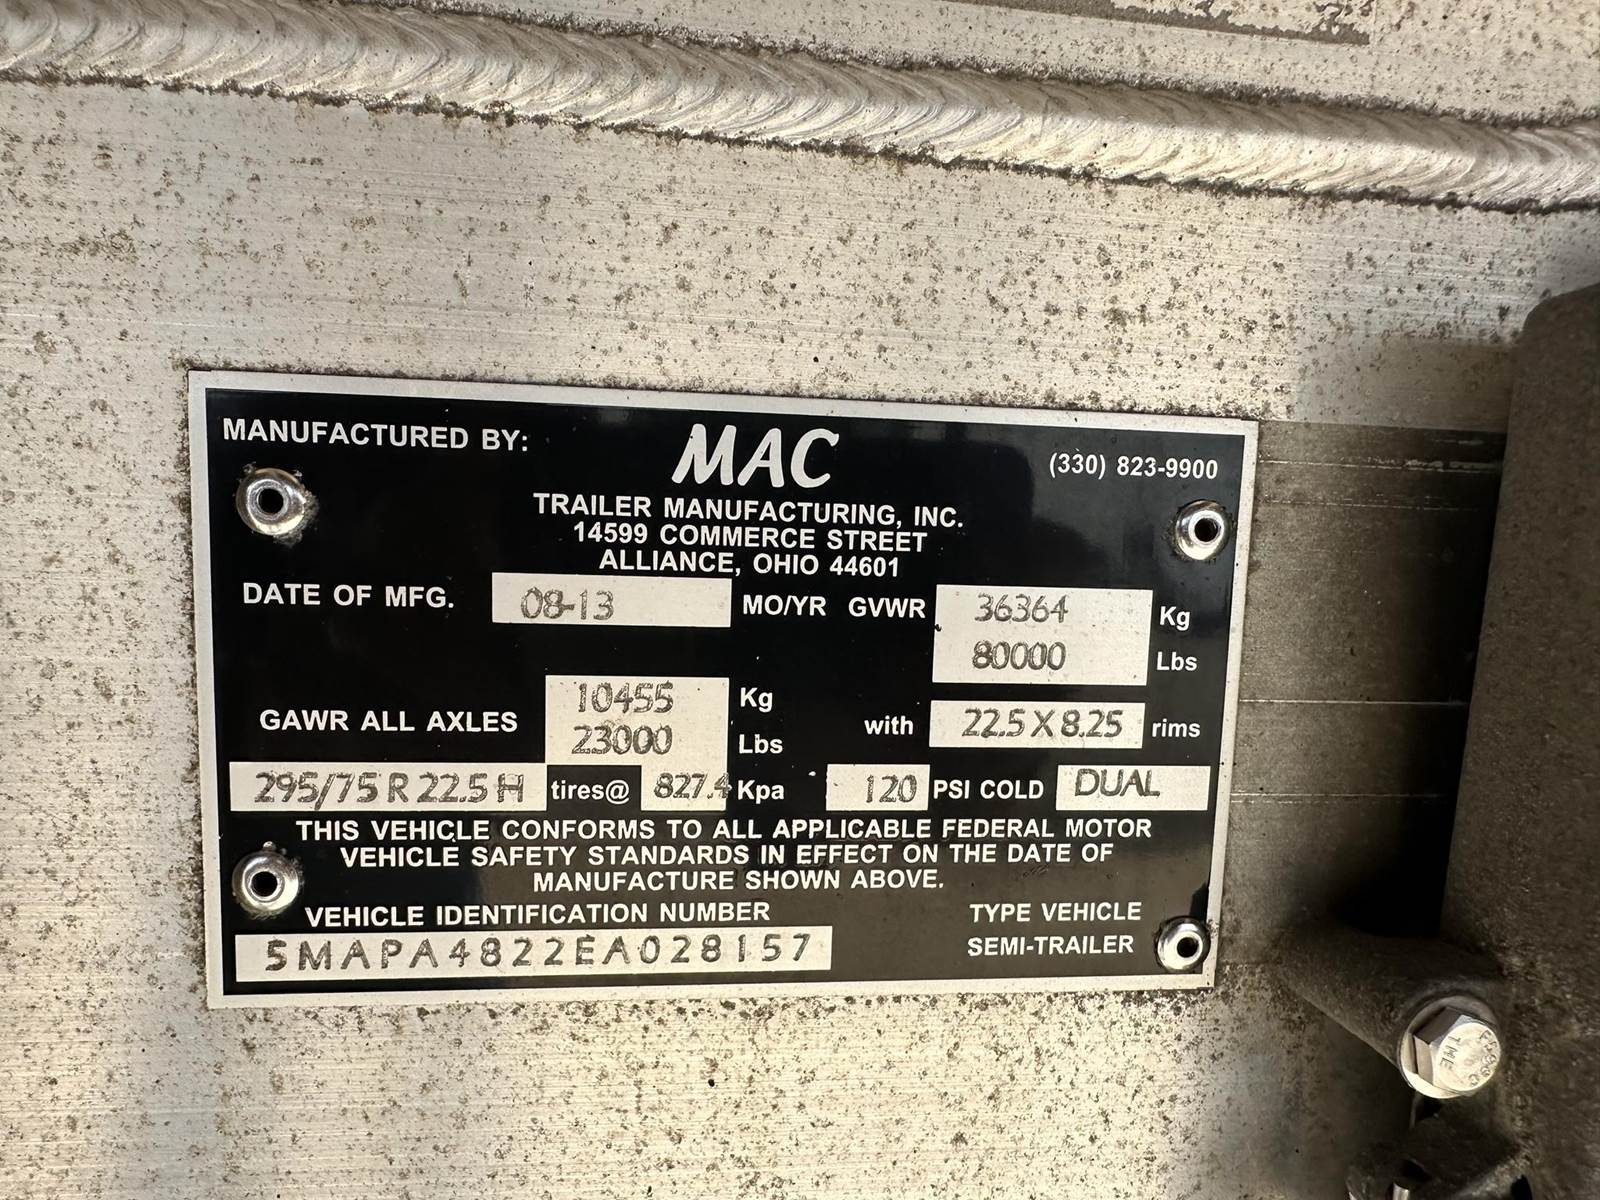 MANUFACTURED BY:
MAC
(330) 823-9900
TRAILER MANUFACTURING, INC.
14599 COMMERCE STREET
ALLIANCE, OHIO 44601
DATE OF MFG. 08-13 MO/YR GVWR 36364 Kg
80000 Lbs
GAWR ALL AXLES 10455 Kg
23000 Lbs
with 22.5 X 8.25 rims
295/75 R 22.5 H tires@ 827.4 Kpa 120 PSI COLD DUAL
THIS VEHICLE CONFORMS TO ALL APPLICABLE FEDERAL MOTOR
VEHICLE SAFETY STANDARDS IN EFFECT ON THE DATE OF
MANUFACTURE SHOWN ABOVE.
VEHICLE IDENTIFICATION NUMBER
5MAPA4822EA028157
TYPE VEHICLE
SEMI-TRAILER
TME